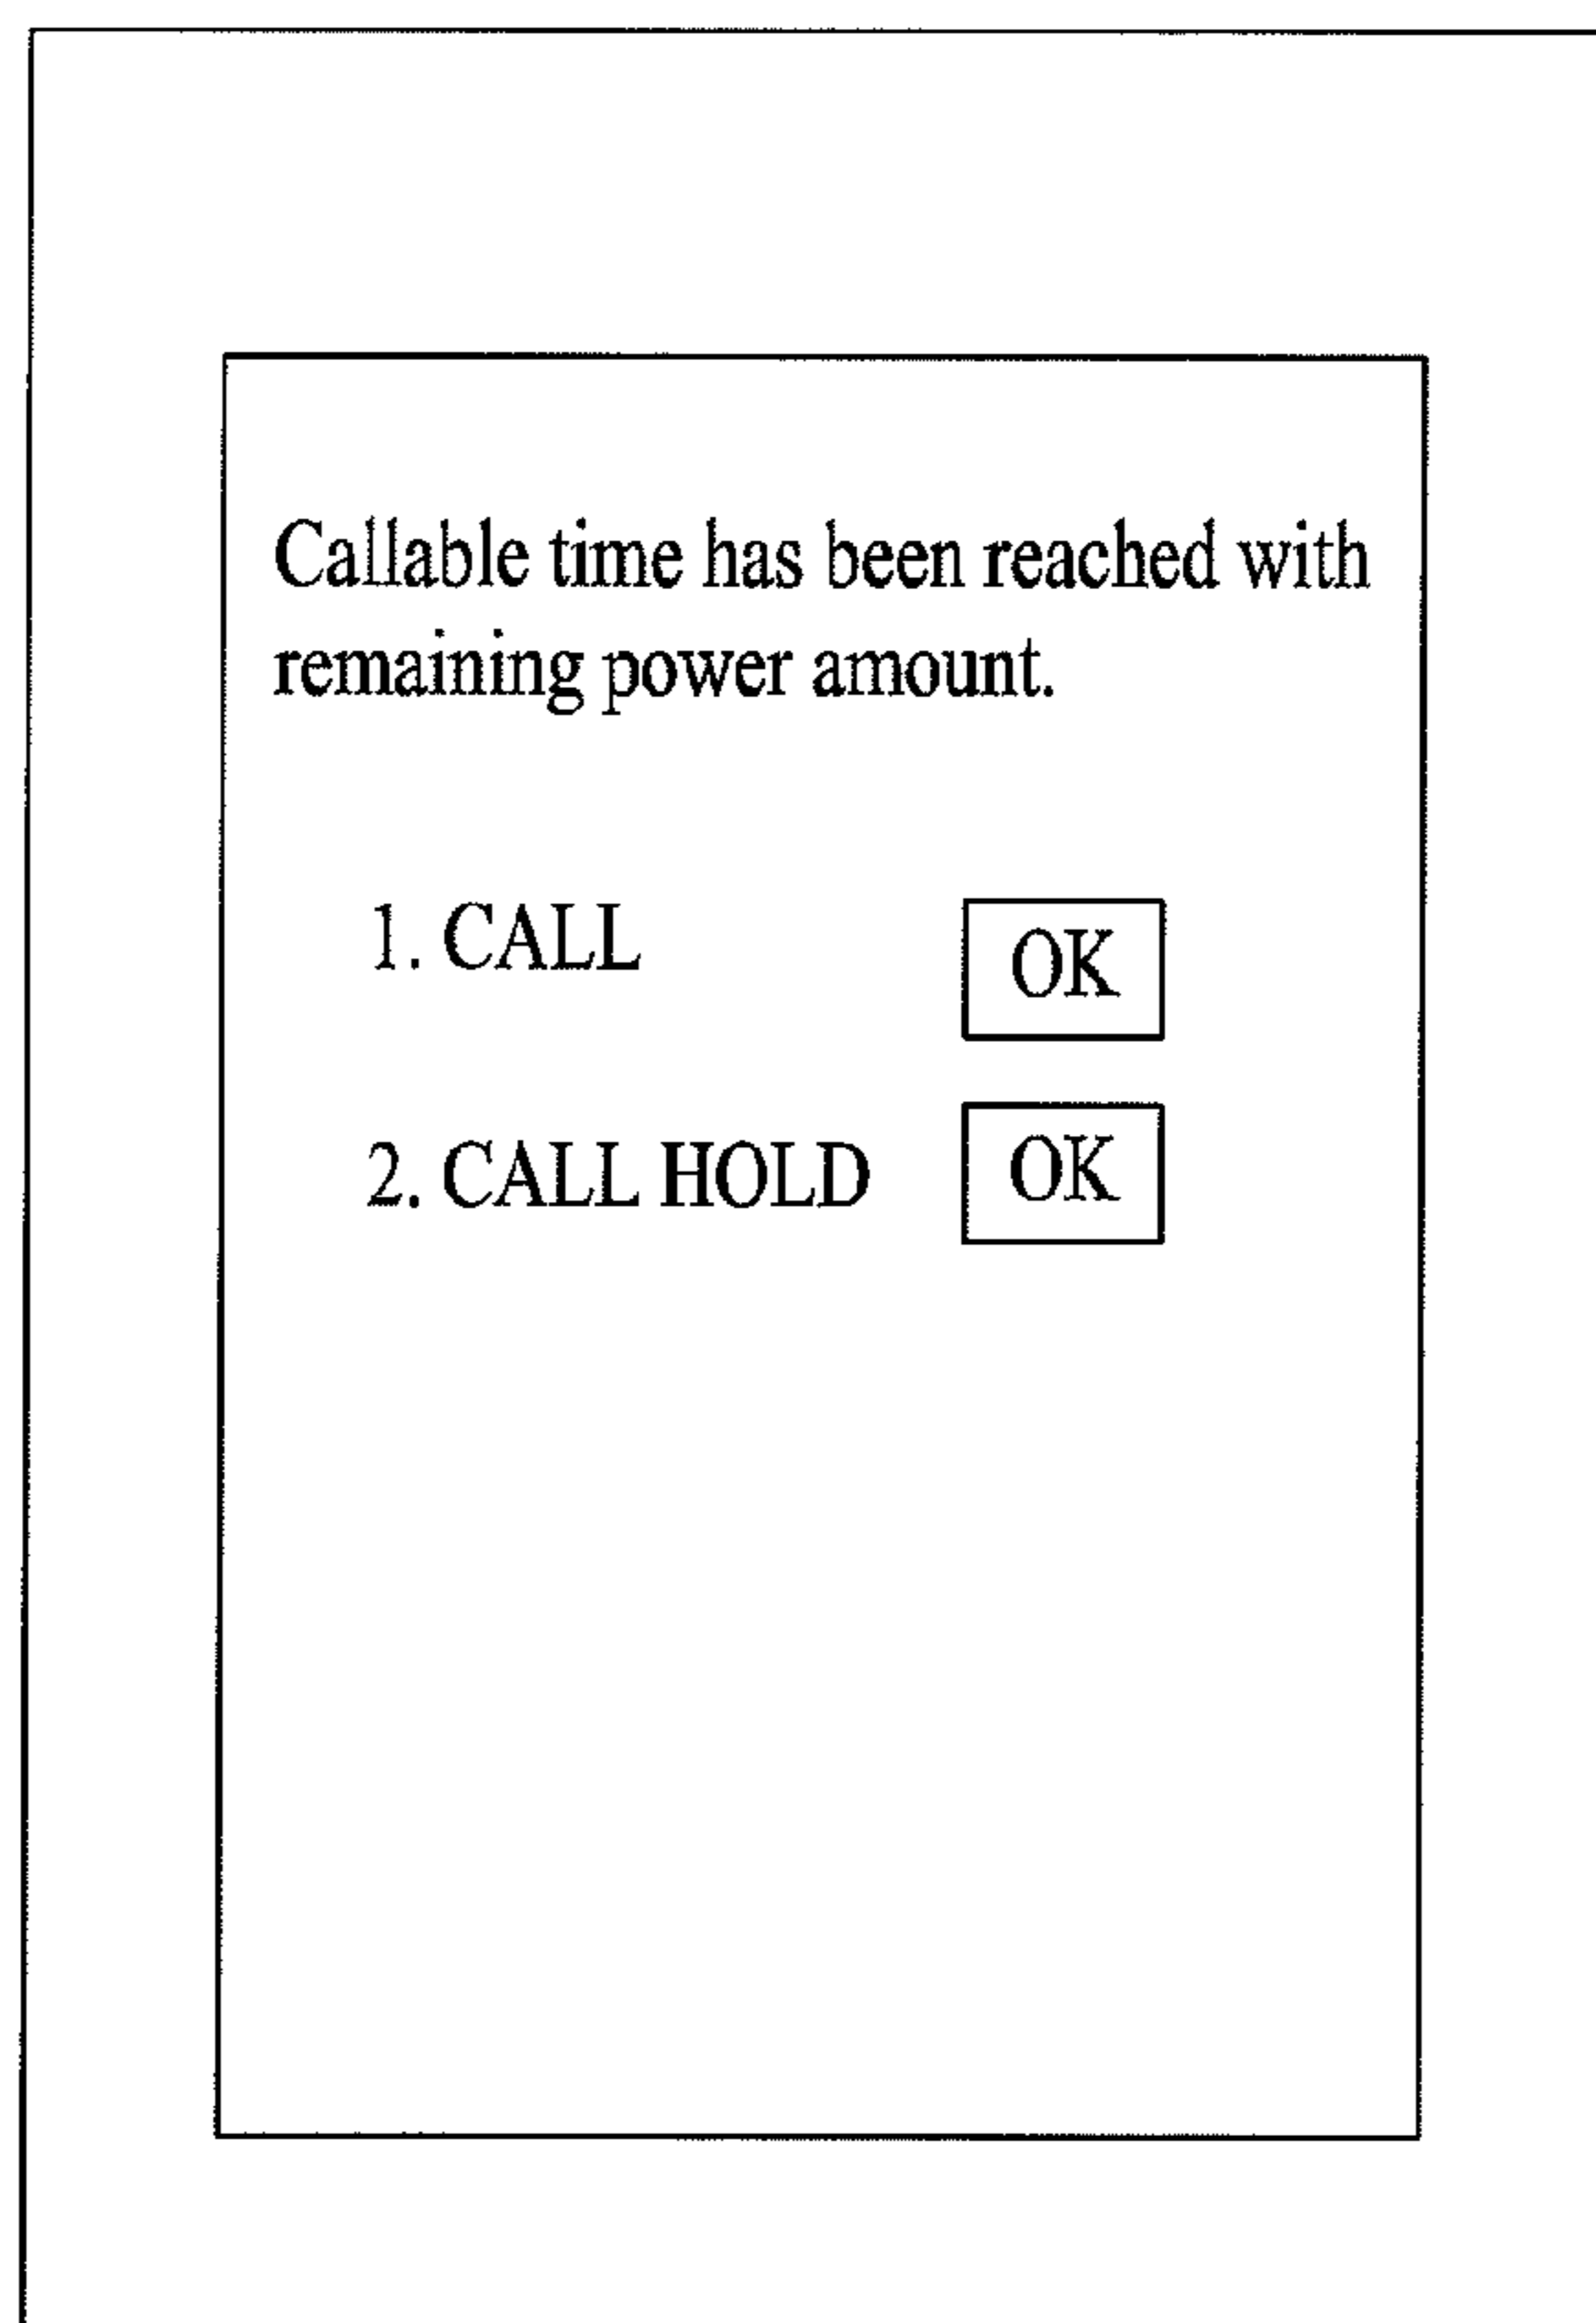 Callable time has been reached with
remaining power amount.
1. CALL OK
2. CALL HOLD OK